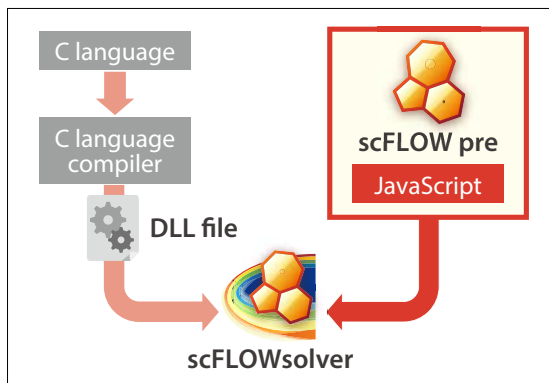 C language
C language
compiler
DLL file
scFLOW pre
JavaScript
scFLOWsolver